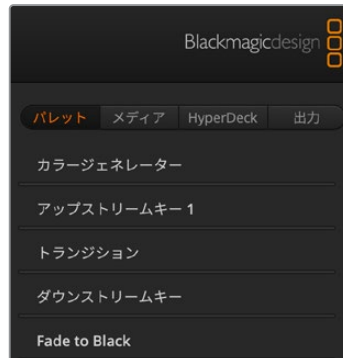 Blackmagicdesign
パレット メディア HyperDeck 出力
カラージェネレーター
アップストリームキー 1
トランジション
ダウンストリームキー
Fade to Black